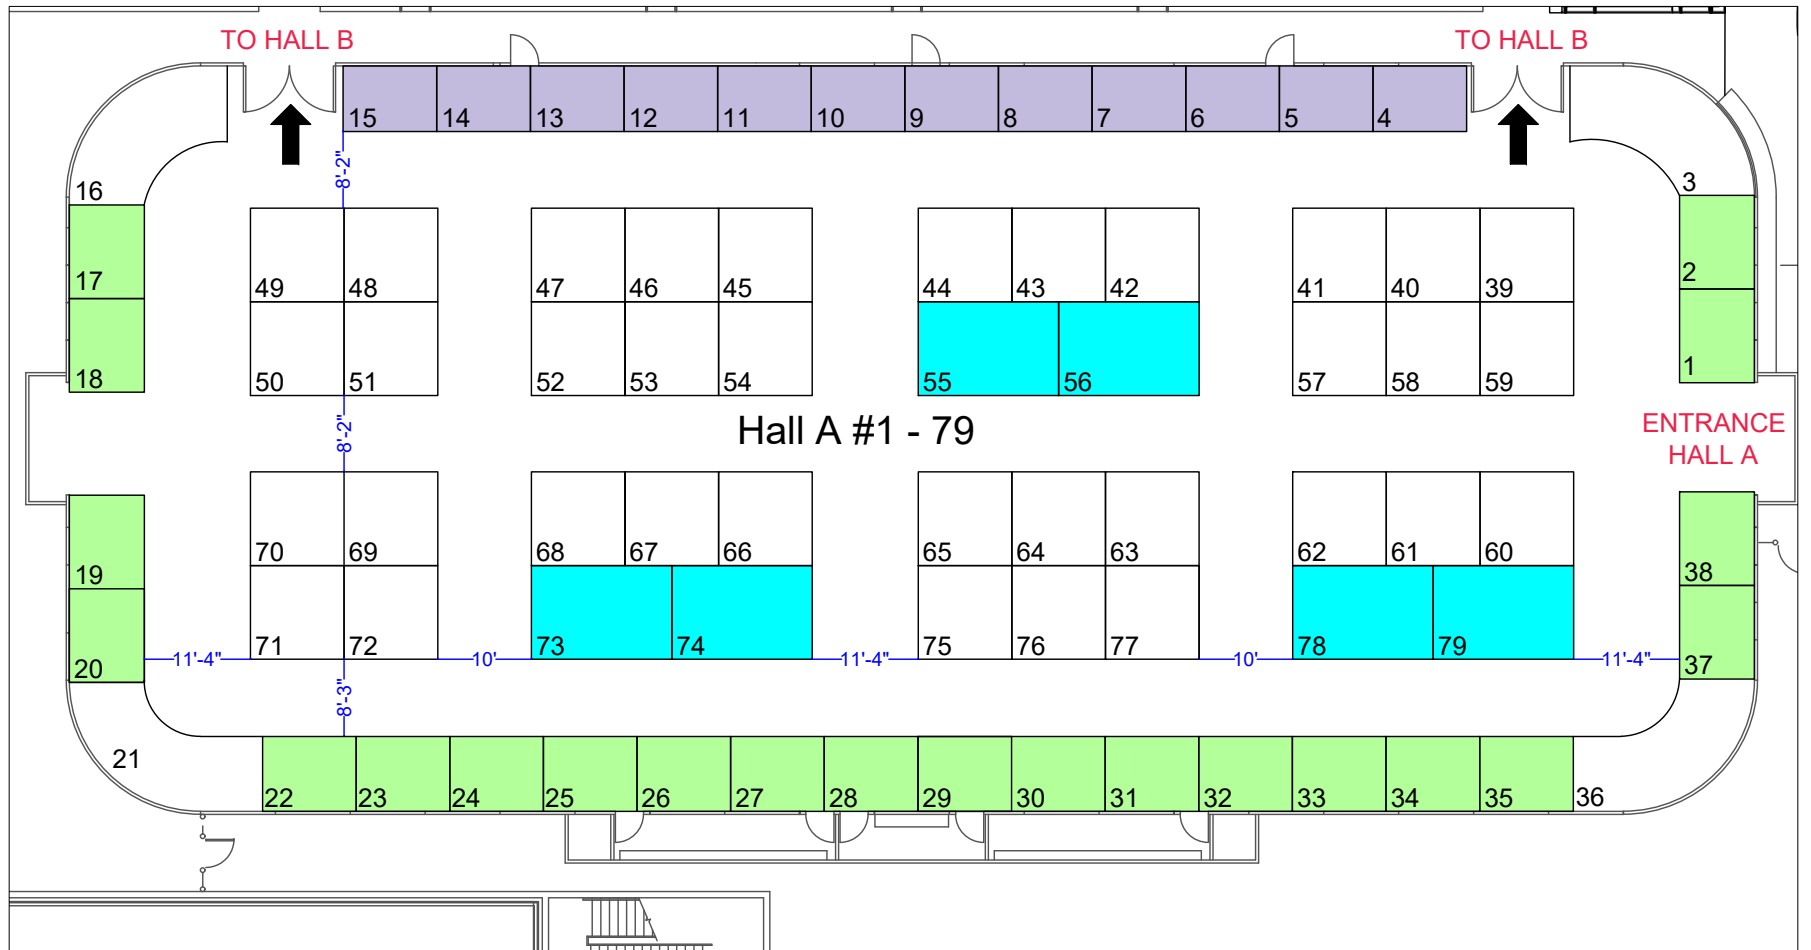 TO HALL B TO HALL B
15 14 13 12 11 10 9 8 7 6 5 4
8'-2"
16 3
17 49 48 47 46 45 44 43 42 41 40 39 2
18 50 51 52 53 54 55 56 57 58 59 1
8'-2" Hall A #1 - 79 ENTRANCE
HALL A
70 69 68 67 66 65 64 63 62 61 60
19 38
71 72 73 74 75 76 77 78 79
20 11'-4" 10' 11'-4" 10' 11'-4" 37
8'-3"
21
22 23 24 25 26 27 28 29 30 31 32 33 34 35 36